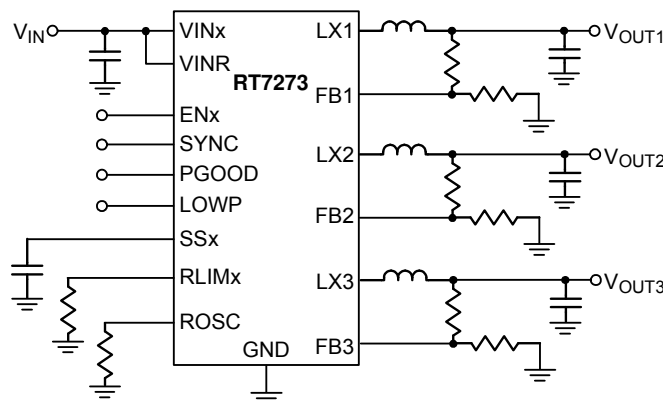 VIN
VINx
VINR
RT7273
ENx
SYNC
PGOOD
LOWP
SSx
RLIMx
ROSC
GND
LX1
VOUT1
FB1
LX2
VOUT2
FB2
LX3
VOUT3
FB3